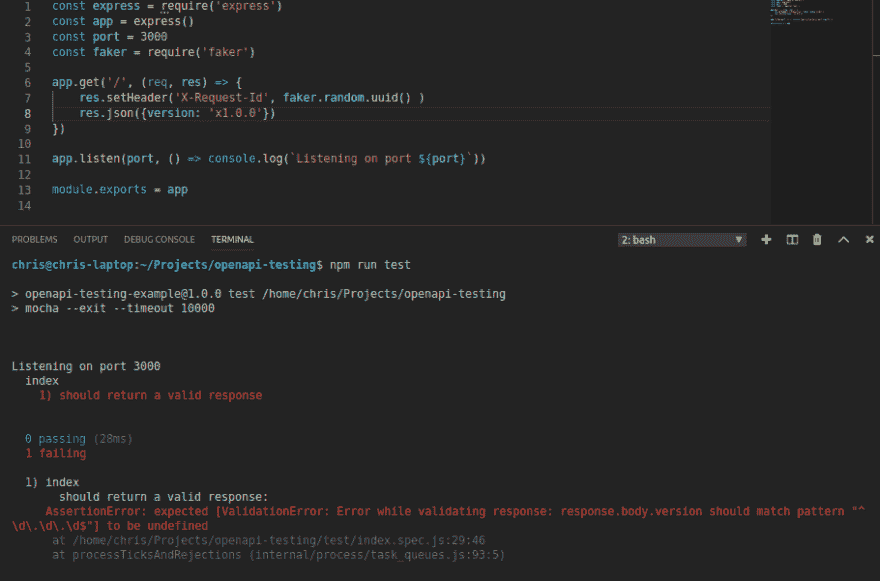 1 const express = require('express')
2 const app = express()
3 const port = 3000
4 const faker = require('faker')
5
6 app.get('/', (req, res) => {
7 res.setHeader('X-Request-Id', faker.random.uuid() )
8 res.json({version: 'x1.0.0'})
9 })
10
11 app.listen(port, () => console.log(`Listening on port ${port}`))
12
13 module.exports = app
14
PROBLEMS OUTPUT DEBUG CONSOLE TERMINAL 2: bash
chris@chris-laptop:~/Projects/openapi-testing$ npm run test
> openapi-testing-example@1.0.0 test /home/chris/Projects/openapi-testing
> mocha --exit --timeout 10000
Listening on port 3000
index
1) should return a valid response
0 passing (28ms)
1 failing
1) index
should return a valid response:
AssertionError: expected [ValidationError: Error while validating response: response.body.version should match pattern "^
\d\.\d\.\d$"] to be undefined
at /home/chris/Projects/openapi-testing/test/index.spec.js:29:46
at processTicksAndRejections (internal/process/task_queues.js:93:5)